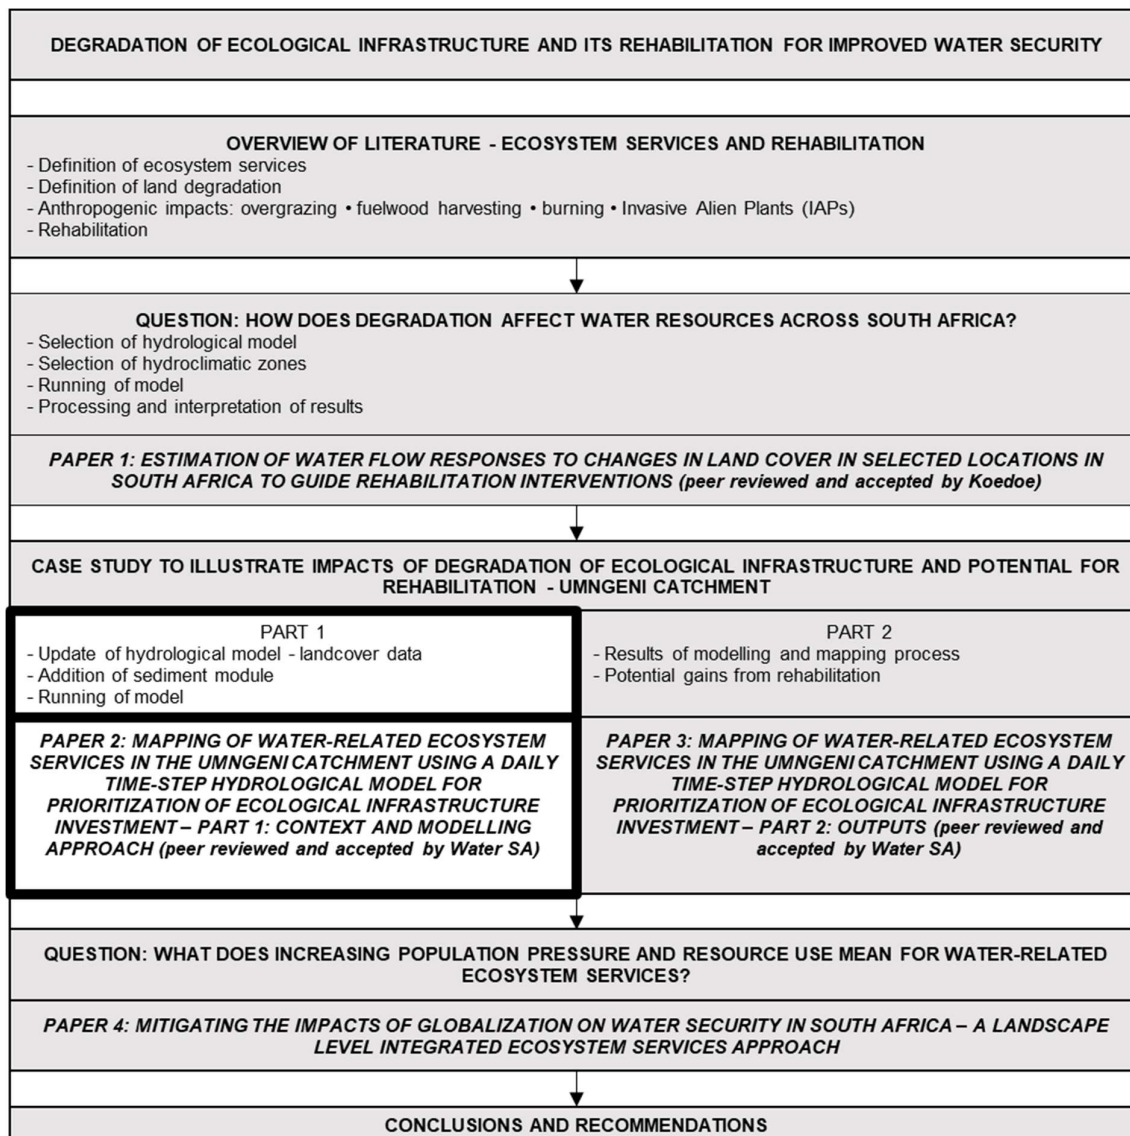 DEGRADATION OF ECOLOGICAL INFRASTRUCTURE AND ITS REHABILITATION FOR IMPROVED WATER SECURITY
OVERVIEW OF LITERATURE - ECOSYSTEM SERVICES AND REHABILITATION
- Definition of ecosystem services
- Definition of land degradation
- Anthropogenic impacts: overgrazing • fuelwood harvesting • burning • Invasive Alien Plants (IAPs)
- Rehabilitation
QUESTION: HOW DOES DEGRADATION AFFECT WATER RESOURCES ACROSS SOUTH AFRICA?
- Selection of hydrological model
- Selection of hydroclimatic zones
- Running of model
- Processing and interpretation of results
PAPER 1: ESTIMATION OF WATER FLOW RESPONSES TO CHANGES IN LAND COVER IN SELECTED LOCATIONS IN
SOUTH AFRICA TO GUIDE REHABILITATION INTERVENTIONS (peer reviewed and accepted by Koedoe)
CASE STUDY TO ILLUSTRATE IMPACTS OF DEGRADATION OF ECOLOGICAL INFRASTRUCTURE AND POTENTIAL FOR
REHABILITATION - UMNGENI CATCHMENT
PART 1
- Update of hydrological model - landcover data
- Addition of sediment module
- Running of model
PAPER 2: MAPPING OF WATER-RELATED ECOSYSTEM
SERVICES IN THE UMNGENI CATCHMENT USING A DAILY
TIME-STEP HYDROLOGICAL MODEL FOR
PRIORITIZATION OF ECOLOGICAL INFRASTRUCTURE
INVESTMENT – PART 1: CONTEXT AND MODELLING
APPROACH (peer reviewed and accepted by Water SA)
PART 2
- Results of modelling and mapping process
- Potential gains from rehabilitation
PAPER 3: MAPPING OF WATER-RELATED ECOSYSTEM
SERVICES IN THE UMNGENI CATCHMENT USING A DAILY
TIME-STEP HYDROLOGICAL MODEL FOR
PRIORITIZATION OF ECOLOGICAL INFRASTRUCTURE
INVESTMENT – PART 2: OUTPUTS (peer reviewed and
accepted by Water SA)
QUESTION: WHAT DOES INCREASING POPULATION PRESSURE AND RESOURCE USE MEAN FOR WATER-RELATED
ECOSYSTEM SERVICES?
PAPER 4: MITIGATING THE IMPACTS OF GLOBALIZATION ON WATER SECURITY IN SOUTH AFRICA – A LANDSCAPE
LEVEL INTEGRATED ECOSYSTEM SERVICES APPROACH
CONCLUSIONS AND RECOMMENDATIONS